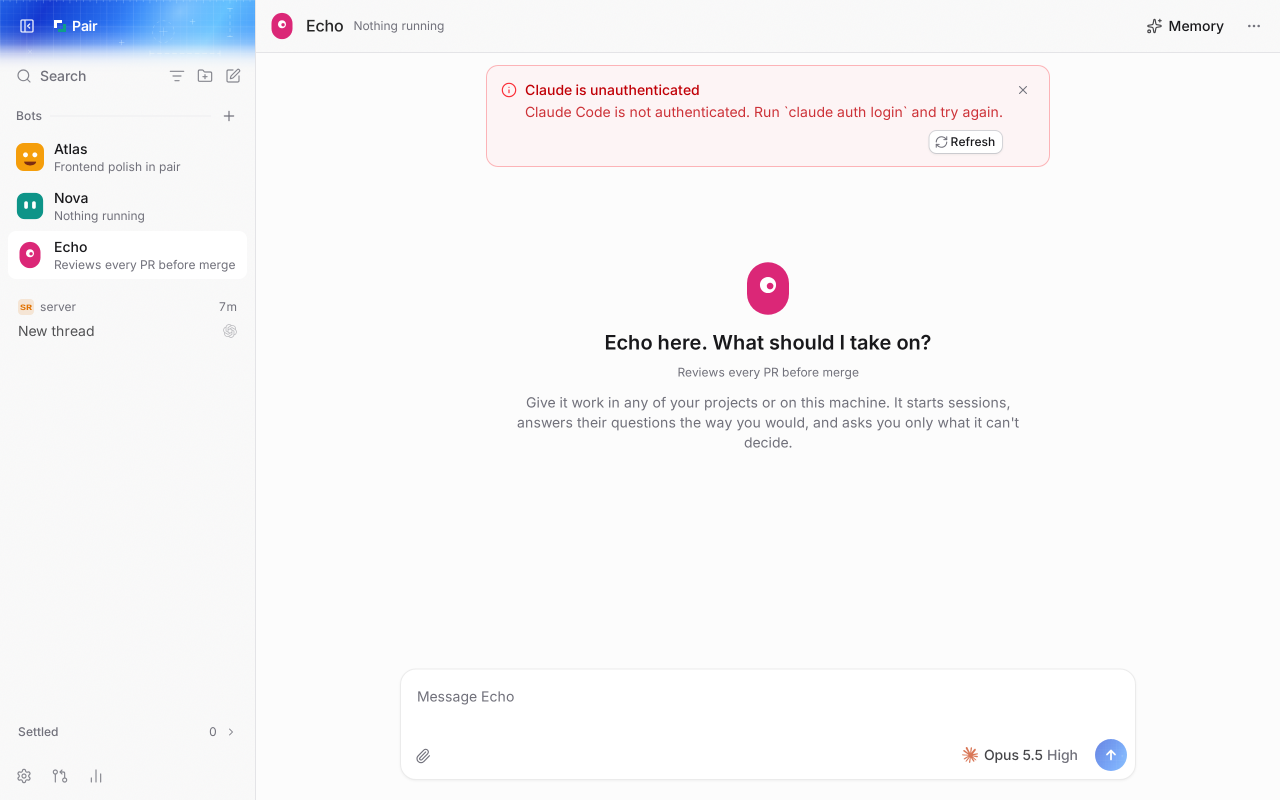 Pair
Search
Bots
Atlas
Frontend polish in pair
Nova
Nothing running
Echo
Reviews every PR before merge
SR server 7m
New thread
Settled 0
Echo Nothing running
Memory
Claude is unauthenticated
Claude Code is not authenticated. Run `claude auth login` and try again.
Refresh
Echo here. What should I take on?
Reviews every PR before merge
Give it work in any of your projects or on this machine. It starts sessions,
answers their questions the way you would, and asks you only what it can't
decide.
Message Echo
Opus 5.5 High